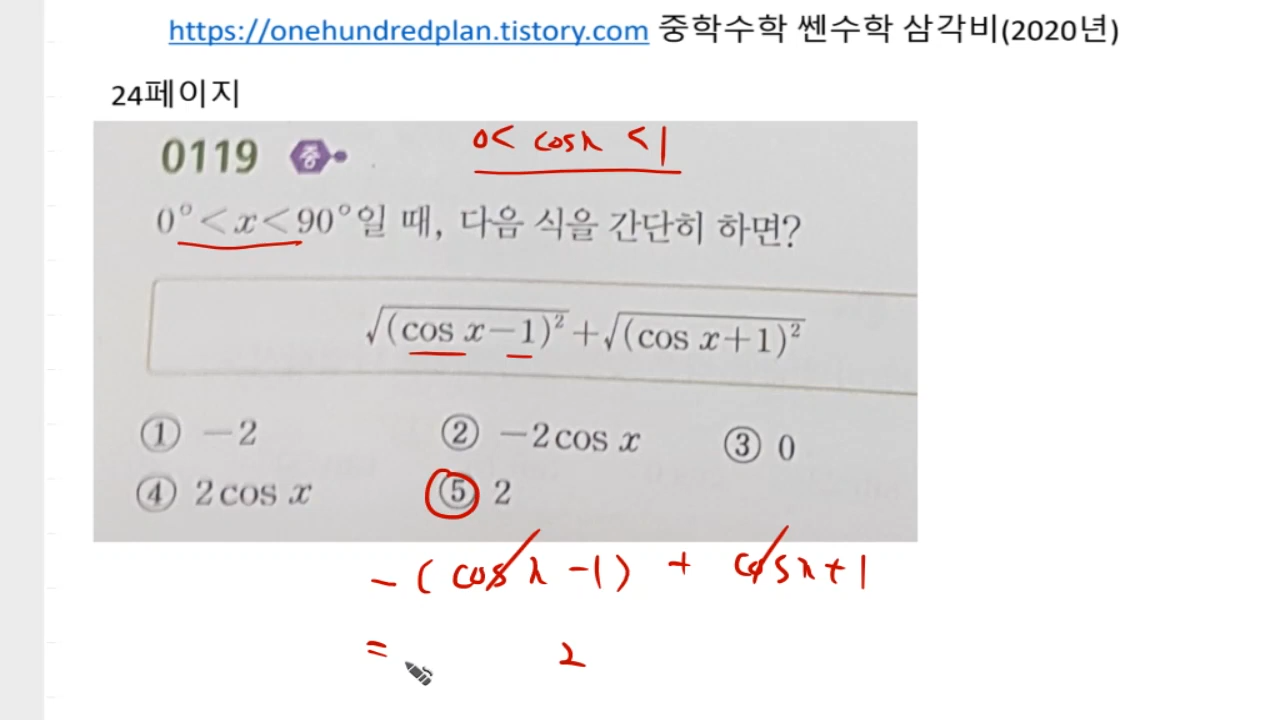 https://onehundredplan.tistory.com 중학수학 쎈수학 삼각비(2020년)
24페이지
0119 중
0< cosx <1
0°<x<90°일 때, 다음 식을 간단히 하면?
√(cos x−1)² + √(cos x+1)²
① −2 ② −2cos x ③ 0
④ 2cos x ⑤ 2
−(cosx −1) + cosx+1
= 2